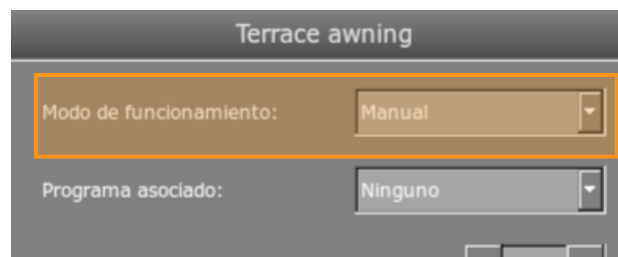 Terrace awning
Modo de funcionamiento: Manual
Programa asociado: Ninguno